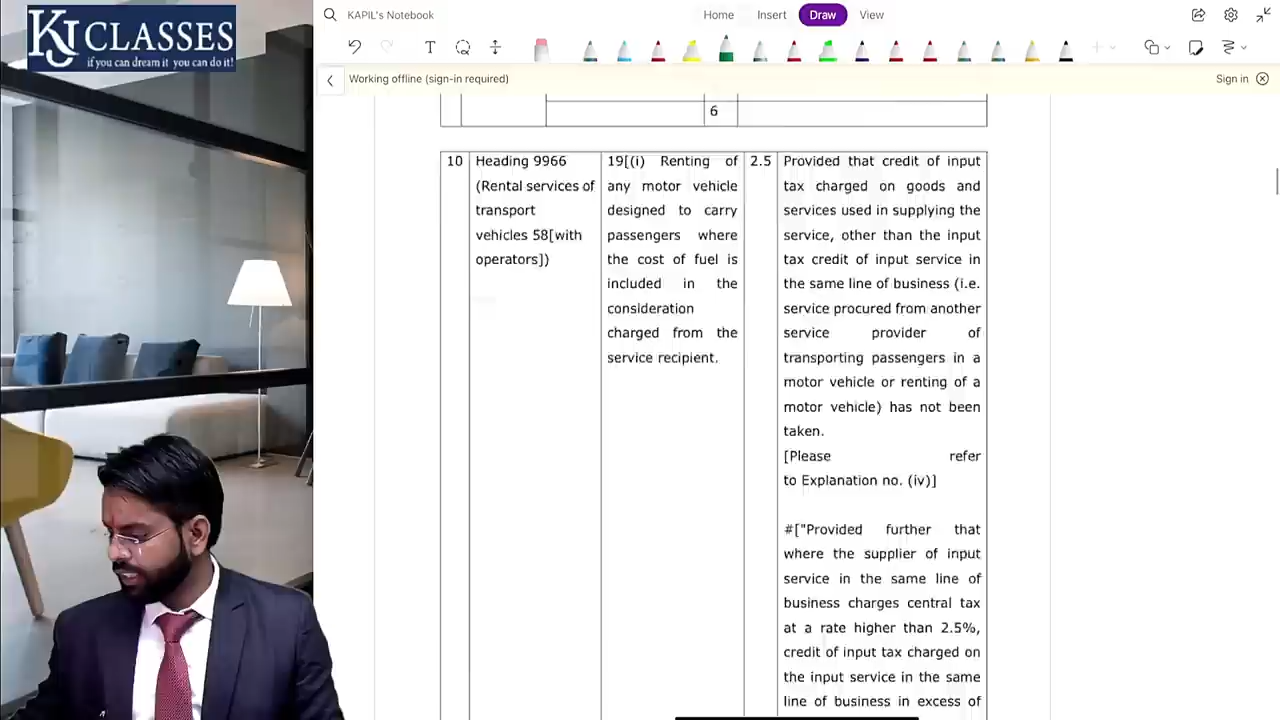 KJ CLASSES
if you can dream it you can do it!
KAPIL's Notebook
Home Insert Draw View
Working offline (sign-in required)
Sign in
6
10
Heading 9966
(Rental services of
transport
vehicles 58[with
operators])
19[(i) Renting of
any motor vehicle
designed to carry
passengers where
the cost of fuel is
included in the
consideration
charged from the
service recipient.
2.5
Provided that credit of input
tax charged on goods and
services used in supplying the
service, other than the input
tax credit of input service in
the same line of business (i.e.
service procured from another
service provider of
transporting passengers in a
motor vehicle or renting of a
motor vehicle) has not been
taken.
[Please refer
to Explanation no. (iv)]
#["Provided further that
where the supplier of input
service in the same line of
business charges central tax
at a rate higher than 2.5%,
credit of input tax charged on
the input service in the same
line of business in excess of